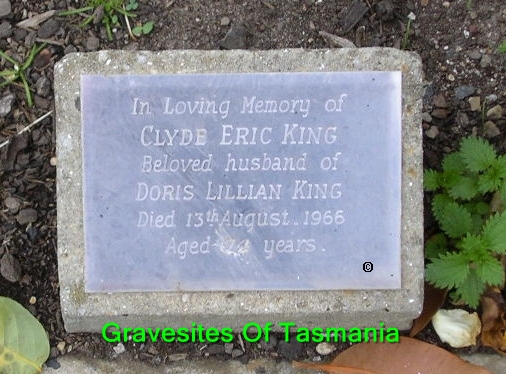 In Loving Memory of
CLYDE ERIC KING
Beloved husband of
DORIS LILLIAN KING
Died 13th August. 1966
Aged years.
©
Gravesites Of Tasmania